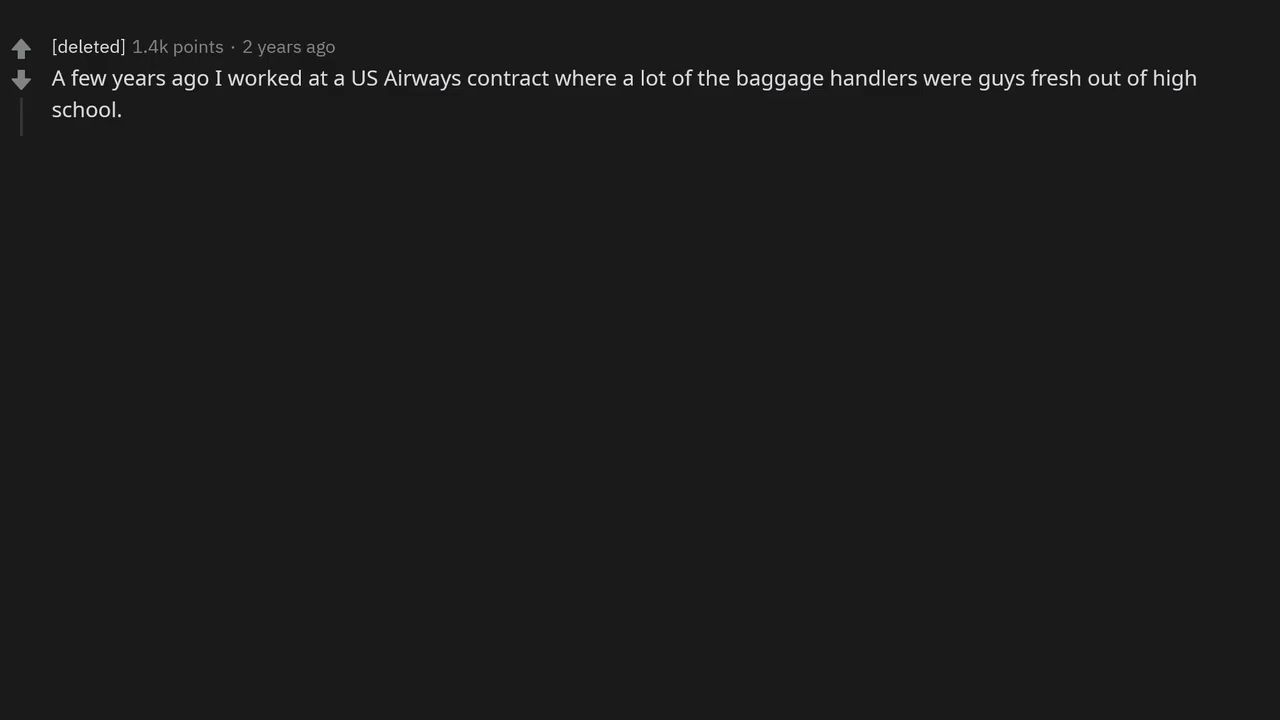 [deleted] 1.4k points · 2 years ago
A few years ago I worked at a US Airways contract where a lot of the baggage handlers were guys fresh out of high
school.